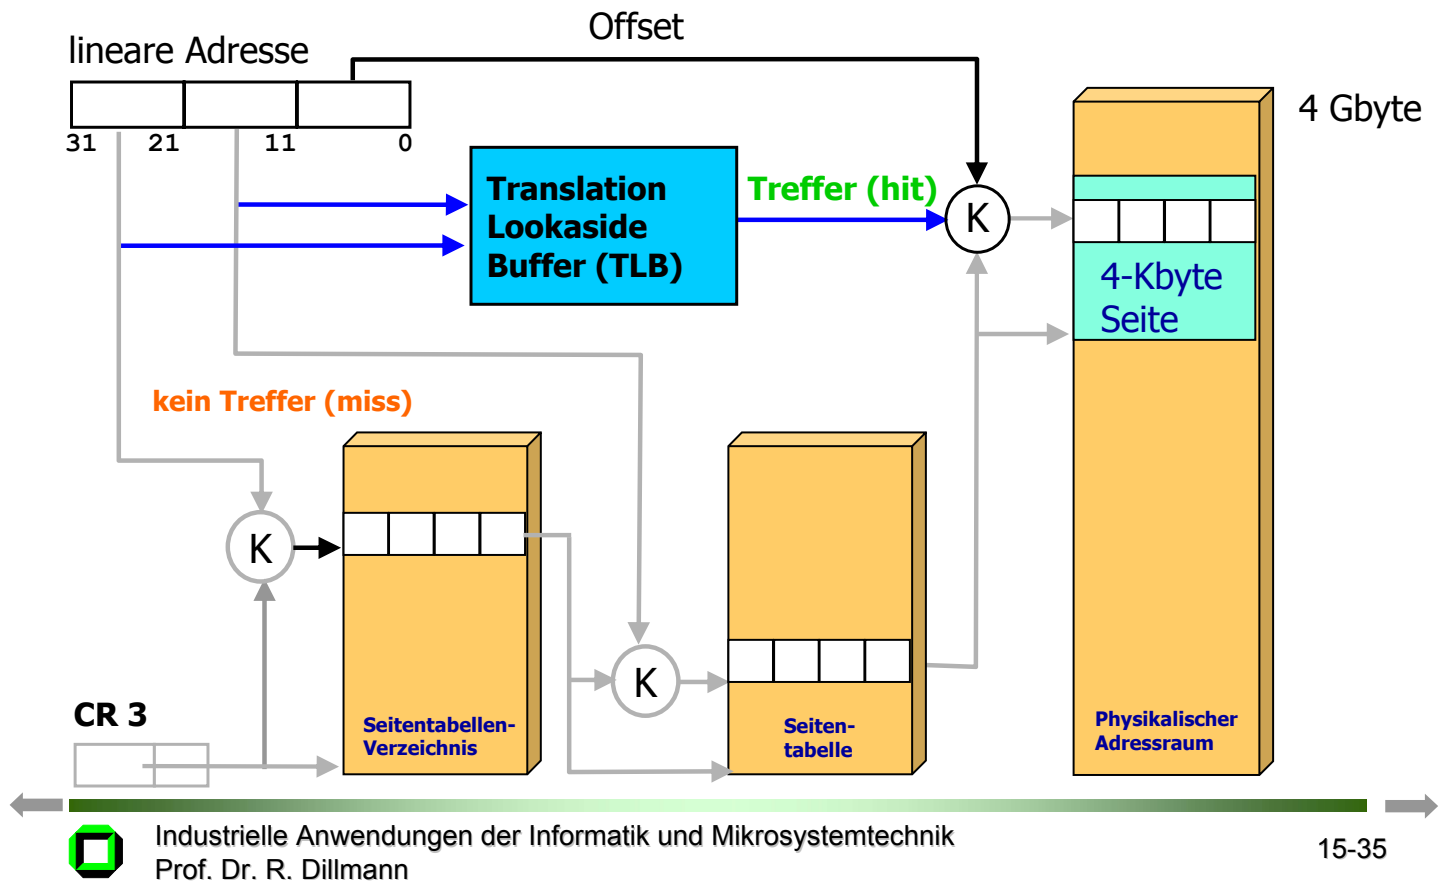 Offset
lineare Adresse
31 21 11 0
4 Gbyte
Translation
Lookaside
Buffer (TLB)
Treffer (hit)
K
4-Kbyte
Seite
kein Treffer (miss)
K
K
CR 3
Seitentabellen-
Verzeichnis
Seiten-
tabelle
Physikalischer
Adressraum
Industrielle Anwendungen der Informatik und Mikrosystemtechnik
Prof. Dr. R. Dillmann
15-35